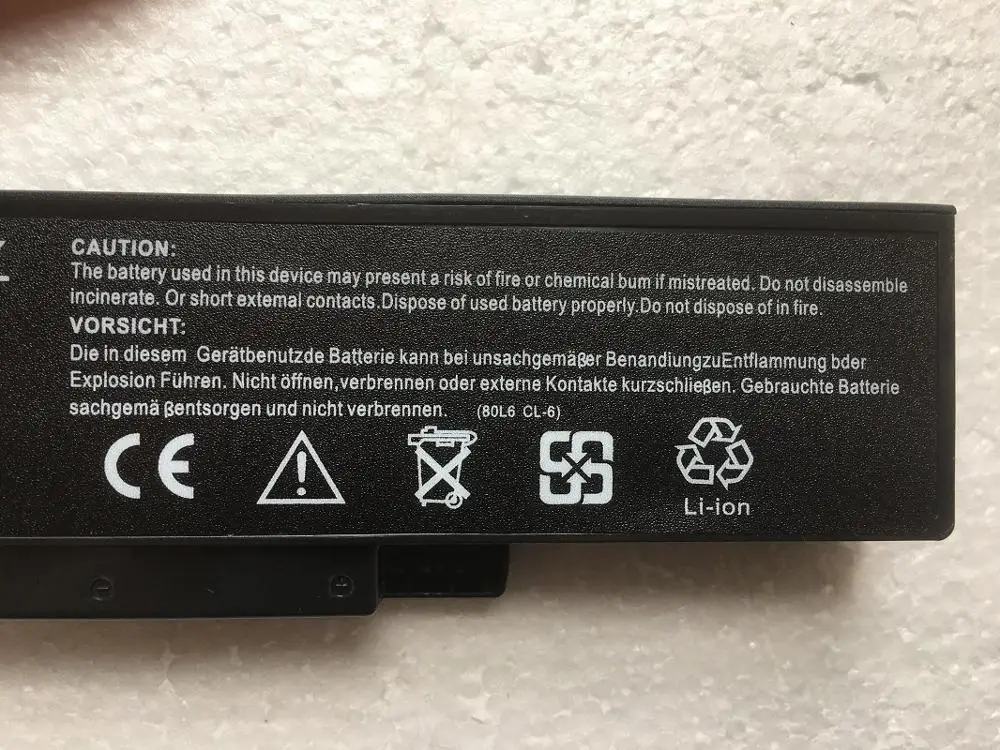 CAUTION:
The battery used in this device may present a risk of fire or chemical bum if mistreated. Do not disassemble
incinerate. Or short extemal contacts.Dispose of used battery properly.Do not dispose of in fire.
VORSICHT:
Die in diesem Gerätbenutzde Batterie kann bei unsachgemäßer BenandiungzuEntflammung bder
Explosion Führen. Nicht öffnen,verbrennen oder externe Kontakte kurzschließen. Gebrauchte Batterie
sachgemä ßentsorgen und nicht verbrennen. (80L6 CL-6)
CE
Li-ion